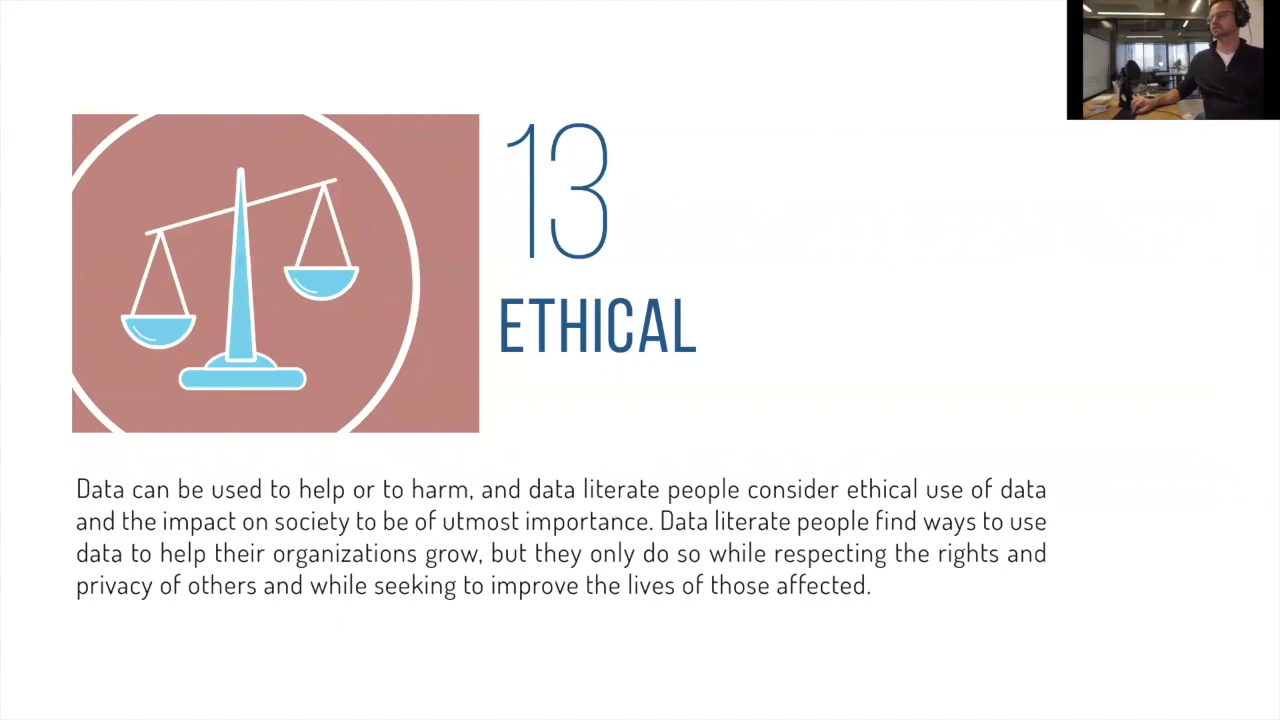 13
ETHICAL
Data can be used to help or to harm, and data literate people consider ethical use of data
and the impact on society to be of utmost importance. Data literate people find ways to use
data to help their organizations grow, but they only do so while respecting the rights and
privacy of others and while seeking to improve the lives of those affected.